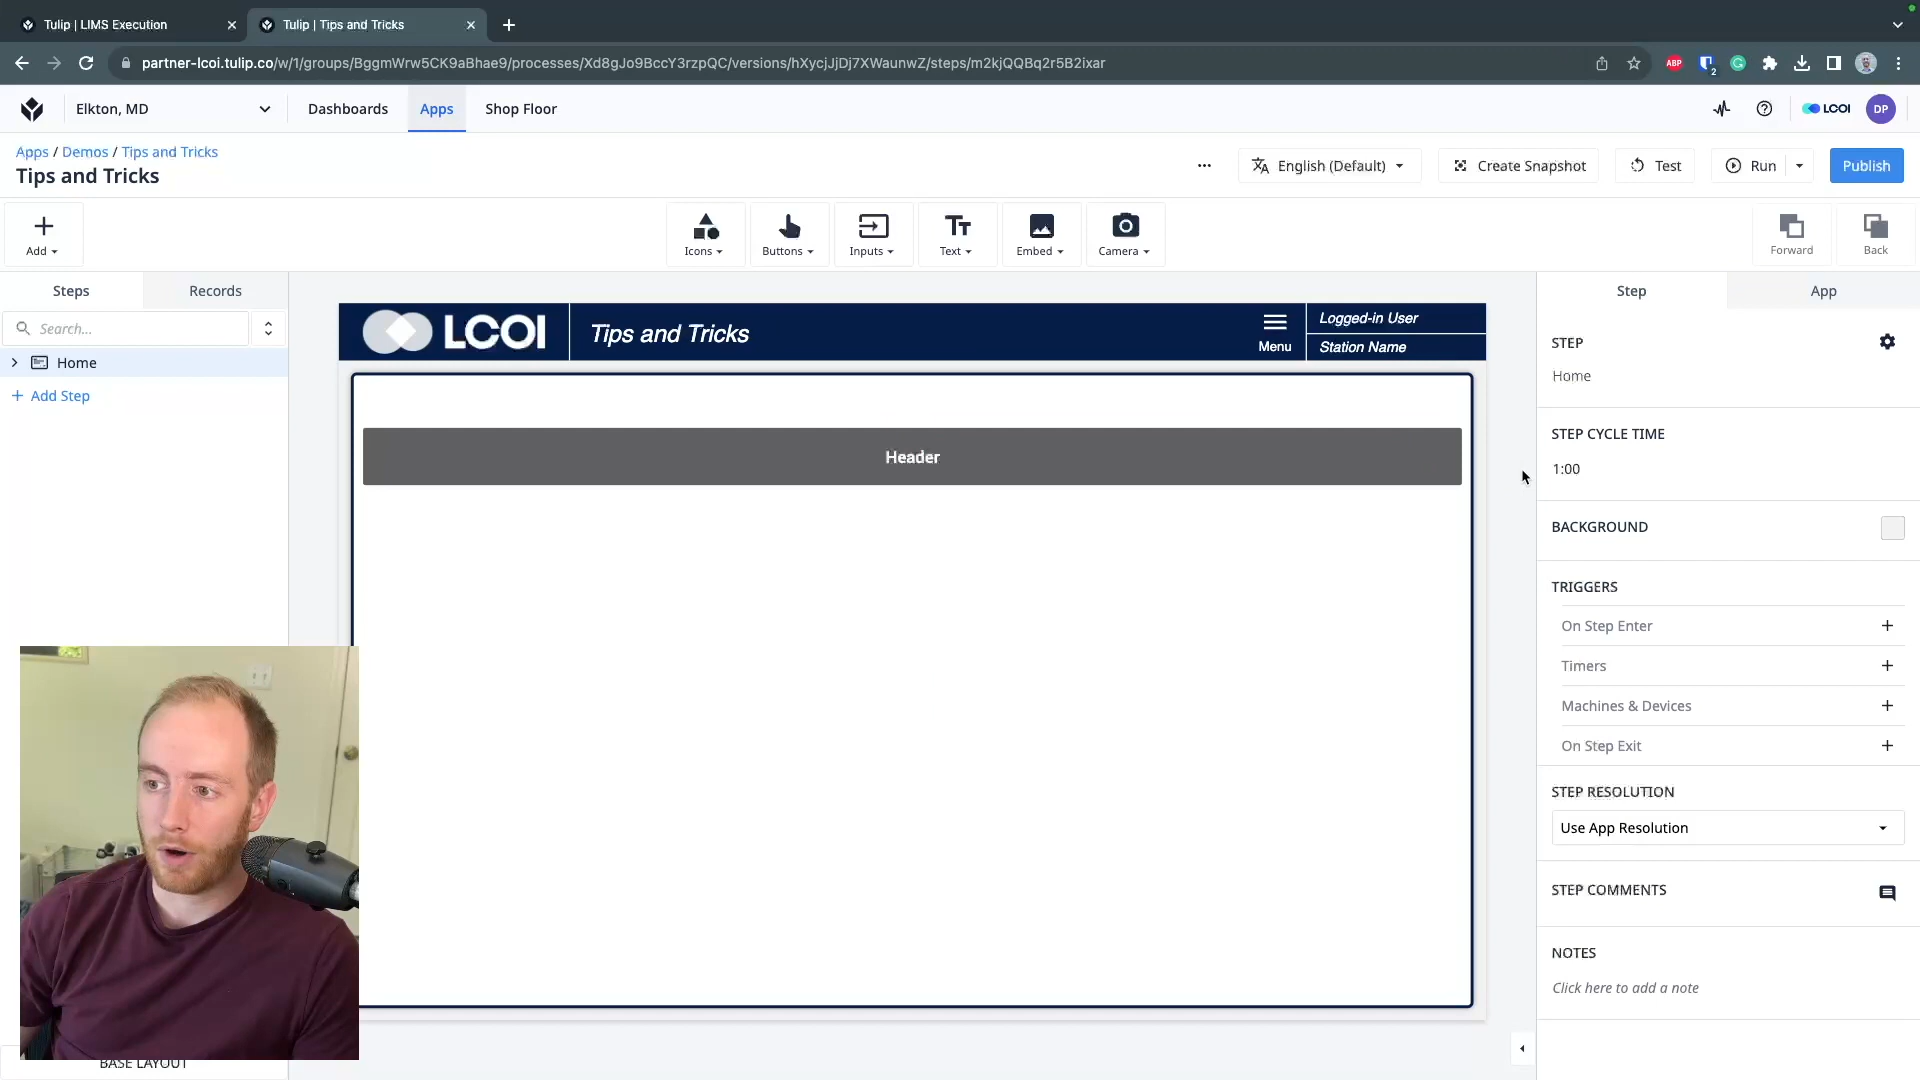 Tulip | LIMS Execution
Tulip | Tips and Tricks
partner-lcoi.tulip.co/w/1/groups/BggmWrw5CK9aBhae9/processes/Xd8gJo9BccY3rzpQC/versions/hXycjJjDj7XWaunwZ/steps/m2kjQQBq2r5B2ixar
ABP
2
Elkton, MD
Dashboards
Apps
Shop Floor
LCOI
DP
Apps / Demos / Tips and Tricks
Tips and Tricks
English (Default)
Create Snapshot
Test
Run
Publish
Add
Icons
Buttons
Inputs
Text
Embed
Camera
Forward
Back
Steps
Records
Search...
Home
+ Add Step
LCOI
Tips and Tricks
Menu
Logged-in User
Station Name
Header
BASE LAYOUT
Step
App
STEP
Home
STEP CYCLE TIME
1:00
BACKGROUND
TRIGGERS
On Step Enter
Timers
Machines & Devices
On Step Exit
STEP RESOLUTION
Use App Resolution
STEP COMMENTS
NOTES
Click here to add a note